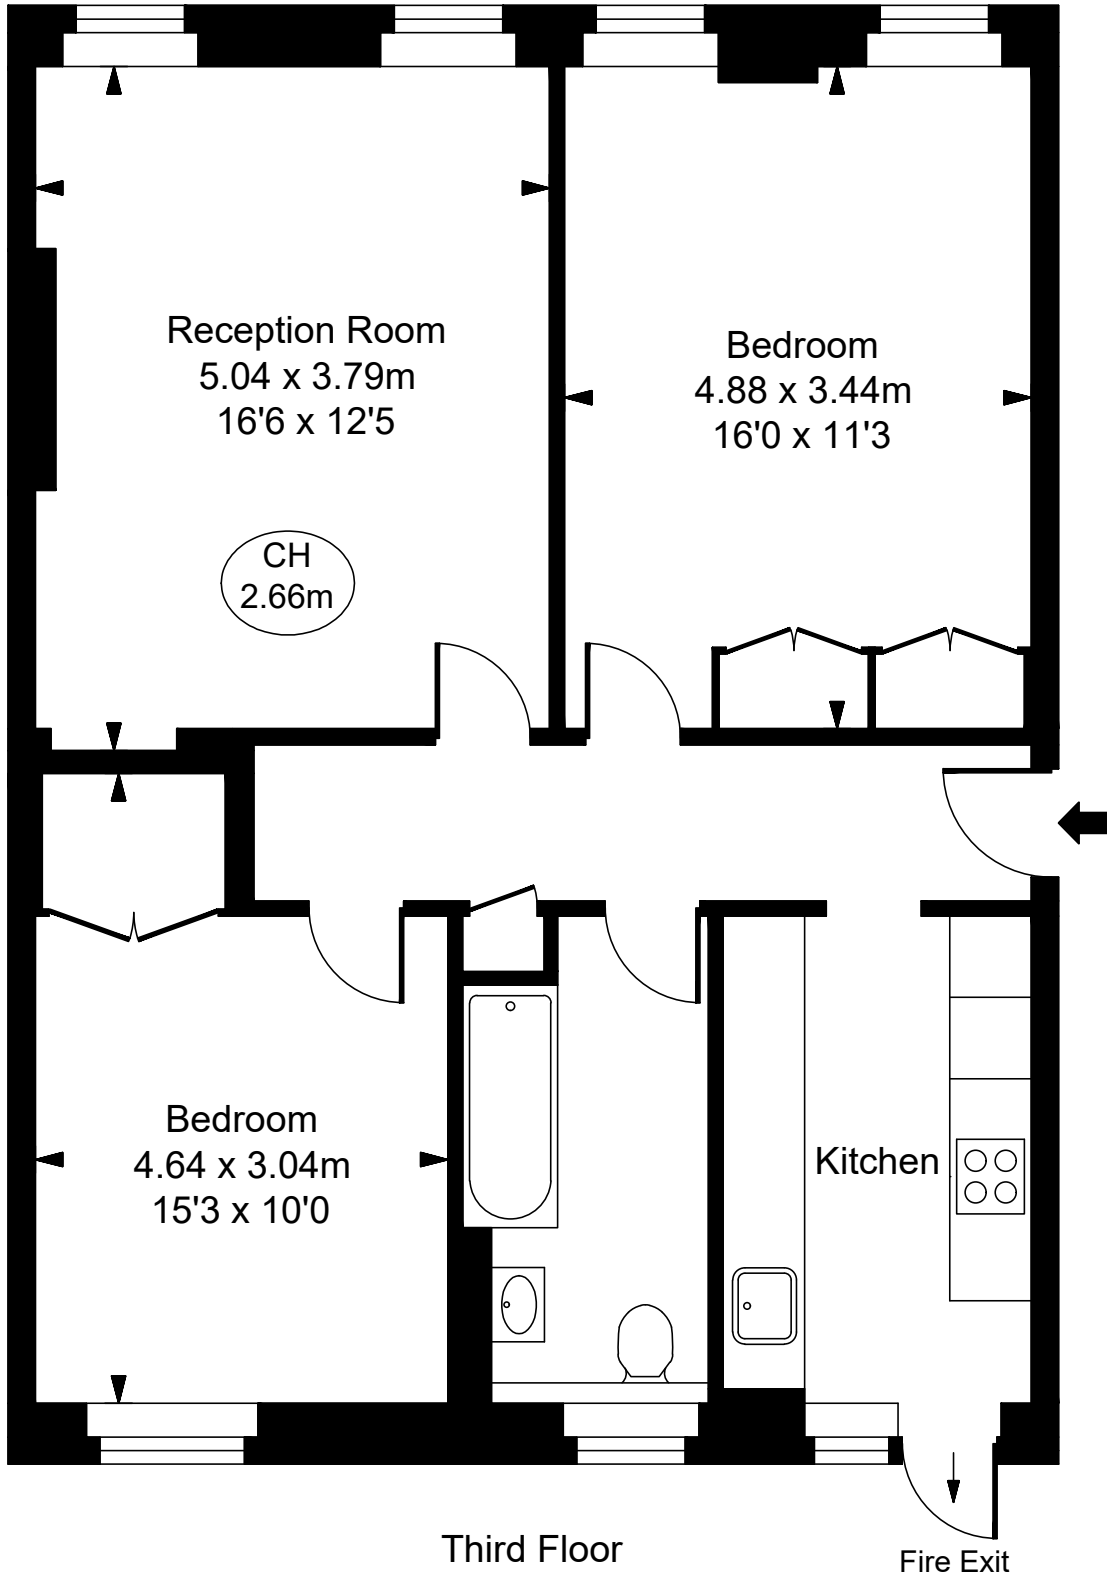 Reception Room
5.04 x 3.79m
16'6 x 12'5
Bedroom
4.88 x 3.44m
16'0 x 11'3
CH
2.66m
Bedroom
4.64 x 3.04m
15'3 x 10'0
Kitchen
Third Floor
Fire Exit